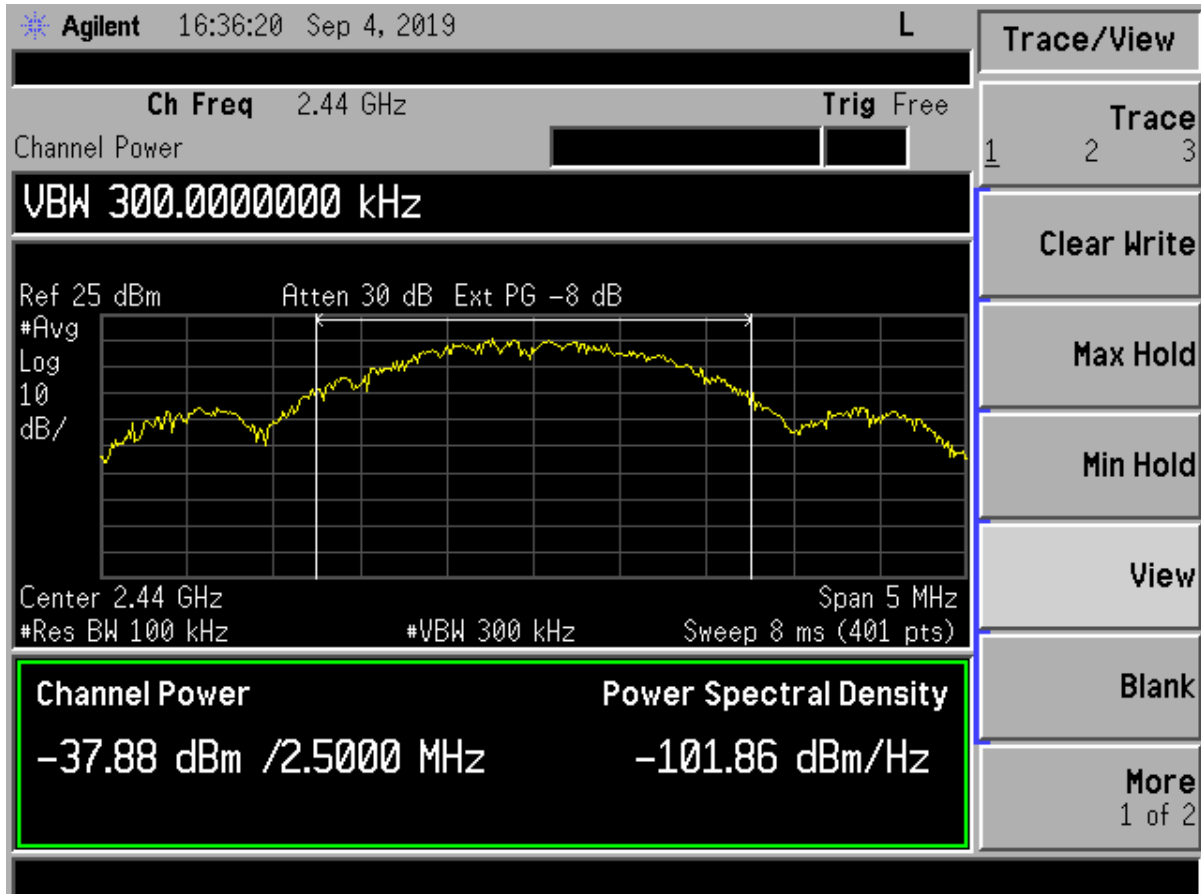 Agilent 16:36:20 Sep 4, 2019 L
Trace/View
Ch Freq 2.44 GHz Trig Free
Channel Power
Trace
1 2 3
VBW 300.0000000 kHz
Clear Write
Ref 25 dBm Atten 30 dB Ext PG -8 dB
#Avg
Log
10
dB/
Max Hold
Min Hold
View
Center 2.44 GHz Span 5 MHz
#Res BW 100 kHz #VBW 300 kHz Sweep 8 ms (401 pts)
Channel Power Power Spectral Density
-37.88 dBm /2.5000 MHz -101.86 dBm/Hz
Blank
More
1 of 2